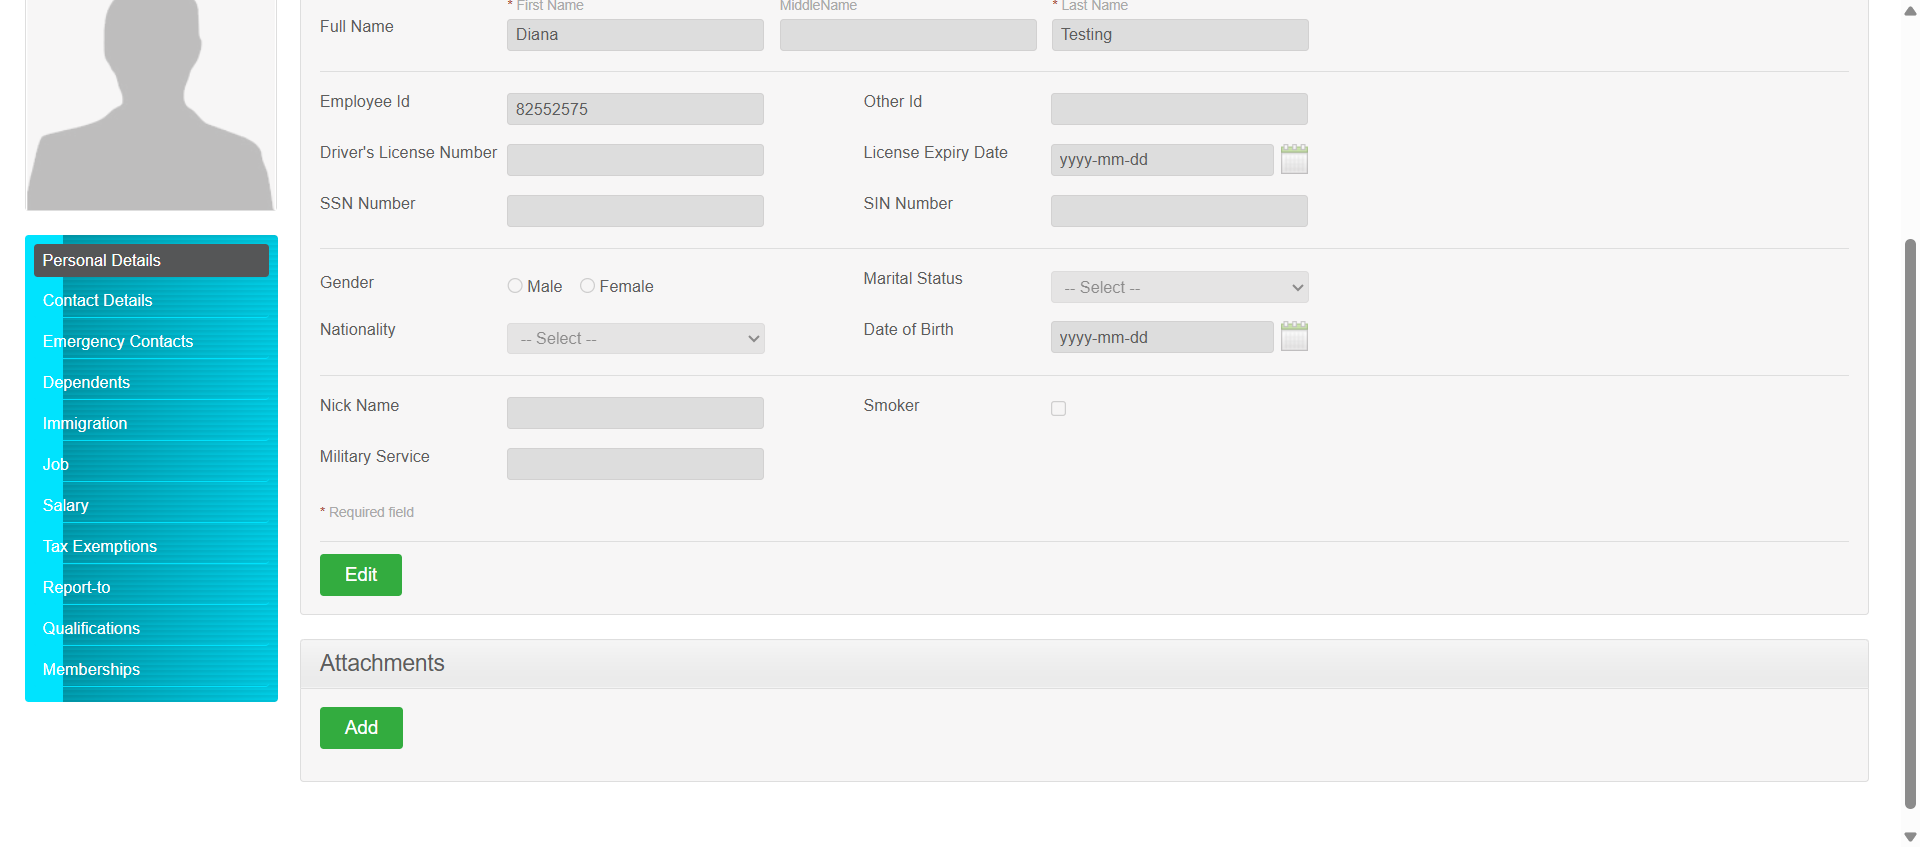 * First Name MiddleName * Last Name
Full Name Diana Testing
Employee Id 82552575 Other Id
Driver's License Number License Expiry Date yyyy-mm-dd
SSN Number SIN Number
Gender Male Female Marital Status -- Select --
Nationality -- Select -- Date of Birth yyyy-mm-dd
Nick Name Smoker
Military Service
* Required field
Edit
Attachments
Add
Personal Details
Contact Details
Emergency Contacts
Dependents
Immigration
Job
Salary
Tax Exemptions
Report-to
Qualifications
Memberships